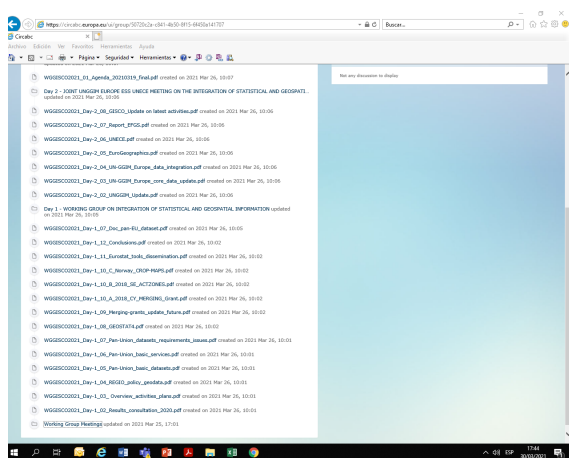 https://circabc.europa.eu/ui/group/50720c2a-c841-4b50-8f15-6f450a141707
Buscar...
Circabc
Archivo Edición Ver Favoritos Herramientas Ayuda
Página Seguridad Herramientas
WGGISCO2021_01_Agenda_20210319_final.pdf created on 2021 Mar 26, 10:07
Day 2 - JOINT UNGGIM EUROPE ESS UNECE MEETING ON THE INTEGRATION OF STATISTICAL AND GEOSPATI...
updated on 2021 Mar 26, 10:06
WGGISCO2021_Day-2_08_GISCO_Update on latest activities.pdf created on 2021 Mar 26, 10:06
WGGISCO2021_Day-2_07_Report_EFGS.pdf created on 2021 Mar 26, 10:06
WGGISCO2021_Day-2_06_UNECE.pdf created on 2021 Mar 26, 10:06
WGGISCO2021_Day-2_05_EuroGeographics.pdf created on 2021 Mar 26, 10:06
WGGISCO2021_Day-2_04_UN-GGIM_Europe_data_integration.pdf created on 2021 Mar 26, 10:06
WGGISCO2021_Day-2_03_UN-GGIM_Europe_core_data_update.pdf created on 2021 Mar 26, 10:06
WGGISCO2021_Day-2_02_UNGGIM_Update.pdf created on 2021 Mar 26, 10:06
Day 1 - WORKING GROUP ON INTEGRATION OF STATISTICAL AND GEOSPATIAL INFORMATION updated
on 2021 Mar 26, 10:05
WGGISCO2021_Day-1_07_Doc_pan-EU_dataset.pdf created on 2021 Mar 26, 10:05
WGGISCO2021_Day-1_12_Conclusions.pdf created on 2021 Mar 26, 10:02
WGGISCO2021_Day-1_11_Eurostat_tools_dissemination.pdf created on 2021 Mar 26, 10:02
WGGISCO2021_Day-1_10_C_Norway_CROP-MAPS.pdf created on 2021 Mar 26, 10:02
WGGISCO2021_Day-1_10_B_2018_SE_ACTZONES.pdf created on 2021 Mar 26, 10:02
WGGISCO2021_Day-1_10_A_2018_CY_MERGING_Grant.pdf created on 2021 Mar 26, 10:02
WGGISCO2021_Day-1_09_Merging-grants_update_future.pdf created on 2021 Mar 26, 10:02
WGGISCO2021_Day-1_08_GEOSTAT4.pdf created on 2021 Mar 26, 10:02
WGGISCO2021_Day-1_07_Pan-Union_datasets_requirements_issues.pdf created on 2021 Mar 26, 10:01
WGGISCO2021_Day-1_06_Pan-Union_basic_services.pdf created on 2021 Mar 26, 10:01
WGGISCO2021_Day-1_05_Pan-Union_basic_datasets.pdf created on 2021 Mar 26, 10:01
WGGISCO2021_Day-1_04_REGIO_policy_geodata.pdf created on 2021 Mar 26, 10:01
WGGISCO2021_Day-1_03_ Overview_activities_plans.pdf created on 2021 Mar 26, 10:01
WGGISCO2021_Day-1_02_Results_consultation_2020.pdf created on 2021 Mar 26, 10:01
Working Group Meetings updated on 2021 Mar 25, 17:01
Not any discussion to display
ESP
17:44
30/03/2021